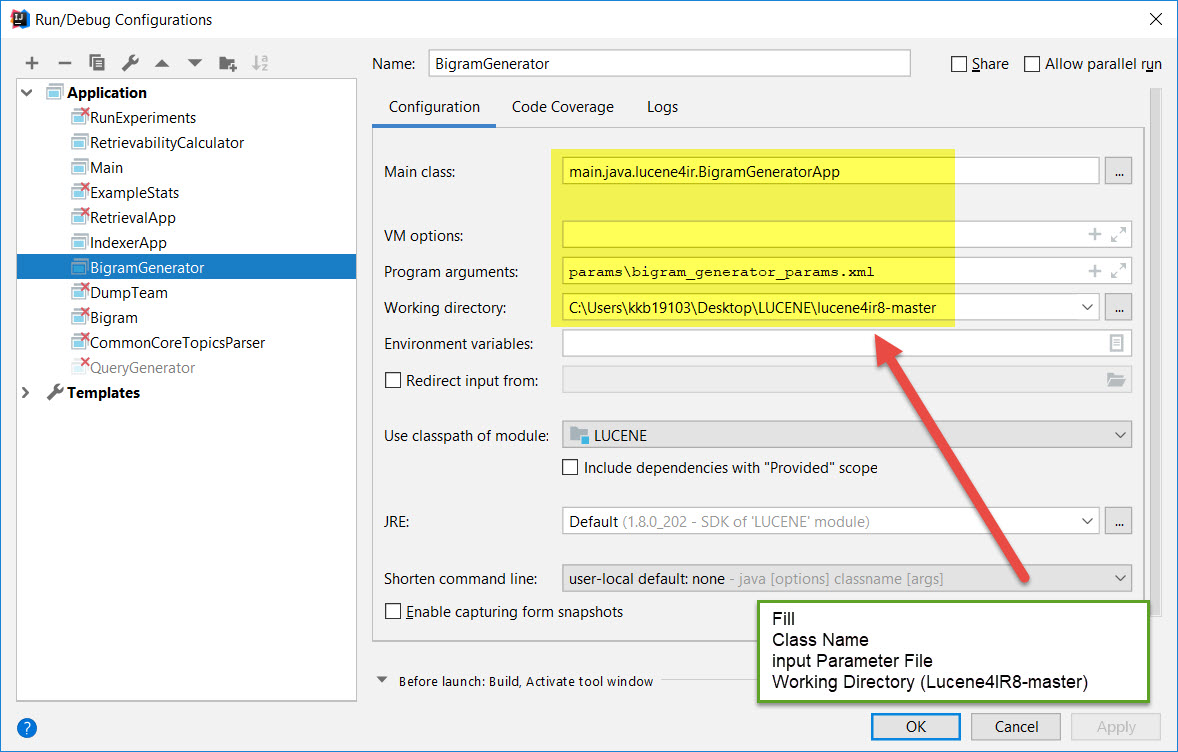 Run/Debug Configurations
Application
RunExperiments
RetrievabilityCalculator
Main
ExampleStats
RetrievalApp
IndexerApp
BigramGenerator
DumpTeam
Bigram
CommonCoreTopicsParser
QueryGenerator
Templates
Name: BigramGenerator
Share
Allow parallel run
Configuration Code Coverage Logs
Main class: main.java.lucene4ir.BigramGeneratorApp ...
VM options:
Program arguments: params\bigram_generator_params.xml
Working directory: C:\Users\kkb19103\Desktop\LUCENE\lucene4ir8-master ...
Environment variables:
Redirect input from:
Use classpath of module: LUCENE
Include dependencies with "Provided" scope
JRE: Default (1.8.0_202 - SDK of 'LUCENE' module) ...
Shorten command line: user-local default: none - java [options] classname [args]
Enable capturing form snapshots
Fill
Class Name
input Parameter File
Working Directory (Lucene4IR8-master)
Before launch: Build, Activate tool window
?
OK Cancel Apply